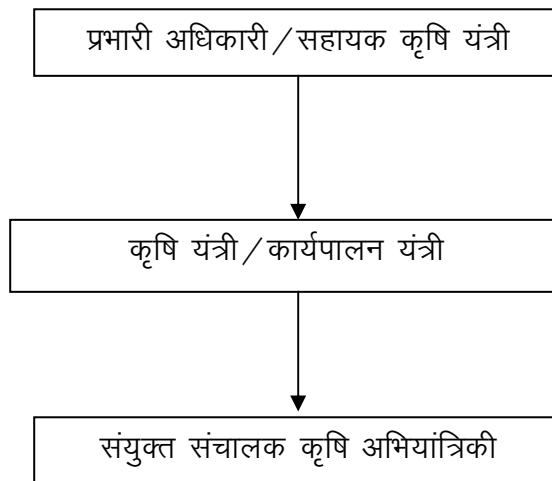 प्रभारी अधिकारी/सहायक कृषि यंत्री
कृषि यंत्री/कार्यपालन यंत्री
संयुक्त संचालक कृषि अभियांत्रिकी